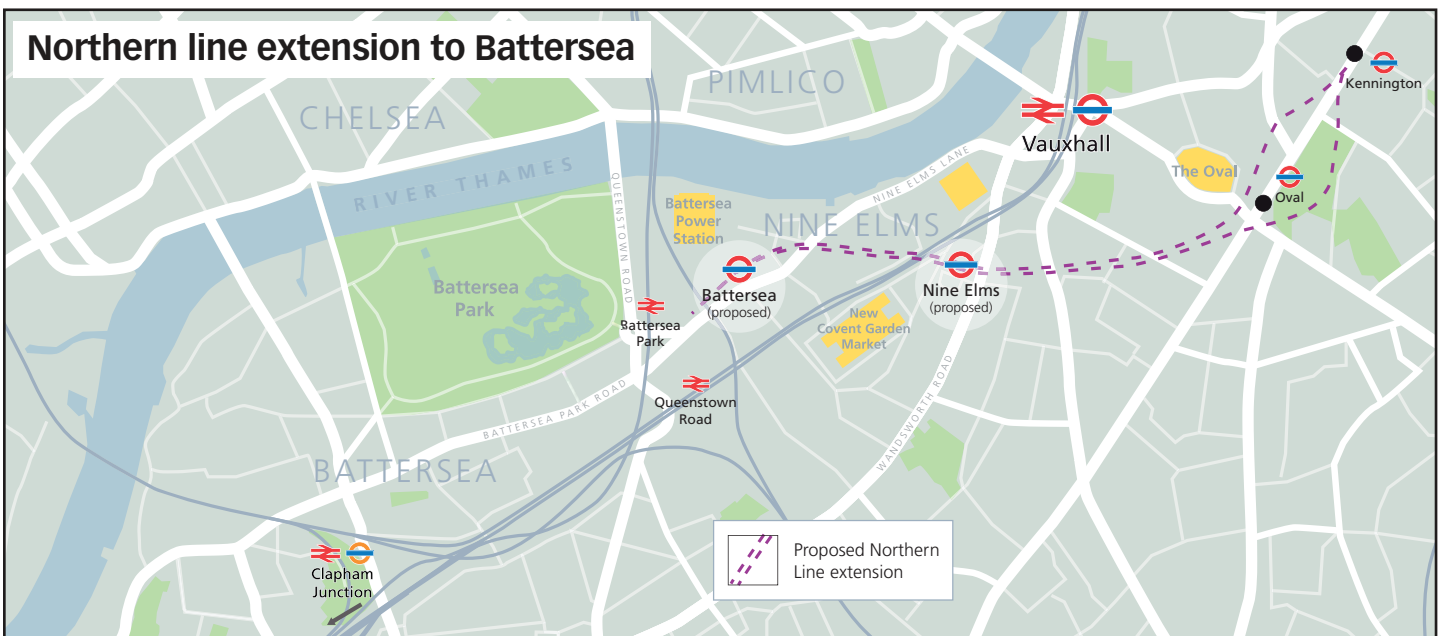 Northern line extension to Battersea
PIMLICO
CHELSEA
Kennington
Vauxhall
RIVER THAMES
NINE ELMS LANE
The Oval
Oval
QUEENSTOWN ROAD
Battersea
Power
Station
NINE ELMS
Battersea
Park
Battersea
(proposed)
Nine Elms
(proposed)
Battersea
Park
New
Covent Garden
Market
Queenstown
Road
WANDSWORTH ROAD
BATTERSEA PARK ROAD
BATTERSEA
Clapham
Junction
Proposed Northern
Line extension